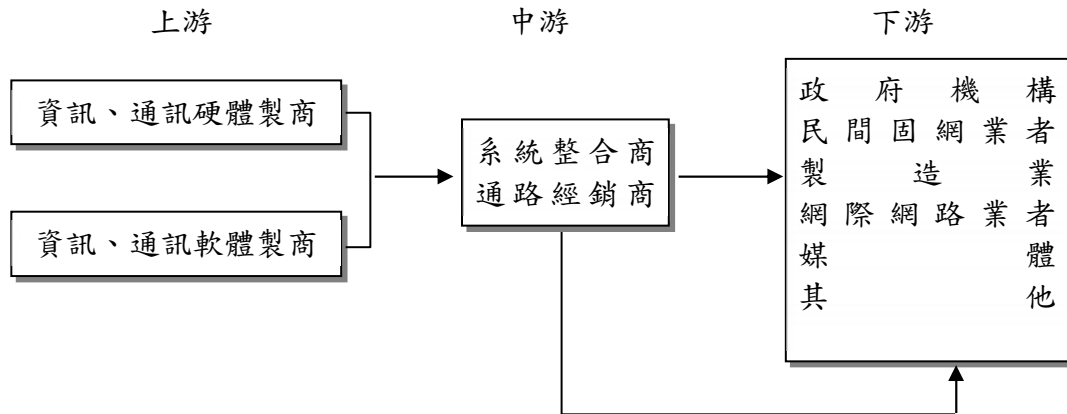 上游
中游
下游
資訊、通訊硬體製商
資訊、通訊軟體製商
系統整合商
通路經銷商
政府機構
民間固網業者
製造業
網際網路業者
媒體
其他